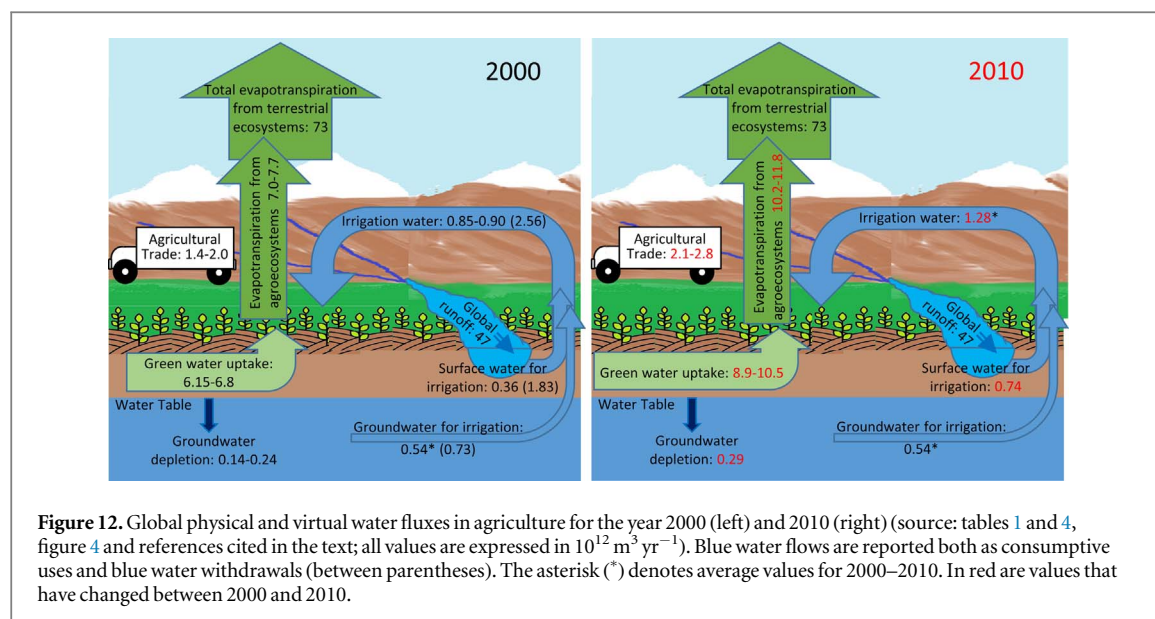 2000
Total evapotranspiration
from terrestrial
ecosystems: 73
Evapotranspiration from
agroecosystems 7.0-7.7
Irrigation water: 0.85-0.90 (2.56)
Agricultural
Trade: 1.4-2.0
Global
runoff: 47
Green water uptake:
6.15-6.8
Surface water for
irrigation: 0.36 (1.83)
Water Table
Groundwater for irrigation:
0.54* (0.73)
Groundwater
depletion: 0.14-0.24
2010
Total evapotranspiration
from terrestrial
ecosystems: 73
Evapotranspiration from
agroecosystems 10.2-11.8
Irrigation water: 1.28*
Agricultural
Trade: 2.1-2.8
Global
runoff: 47
Green water uptake: 8.9-10.5
Surface water for
irrigation: 0.74
Water Table
Groundwater for irrigation:
0.54*
Groundwater
depletion: 0.29
Figure 12. Global physical and virtual water fluxes in agriculture for the year 2000 (left) and 2010 (right) (source: tables 1 and 4,
figure 4 and references cited in the text; all values are expressed in 10¹² m³ yr⁻¹). Blue water flows are reported both as consumptive
uses and blue water withdrawals (between parentheses). The asterisk (*) denotes average values for 2000–2010. In red are values that
have changed between 2000 and 2010.